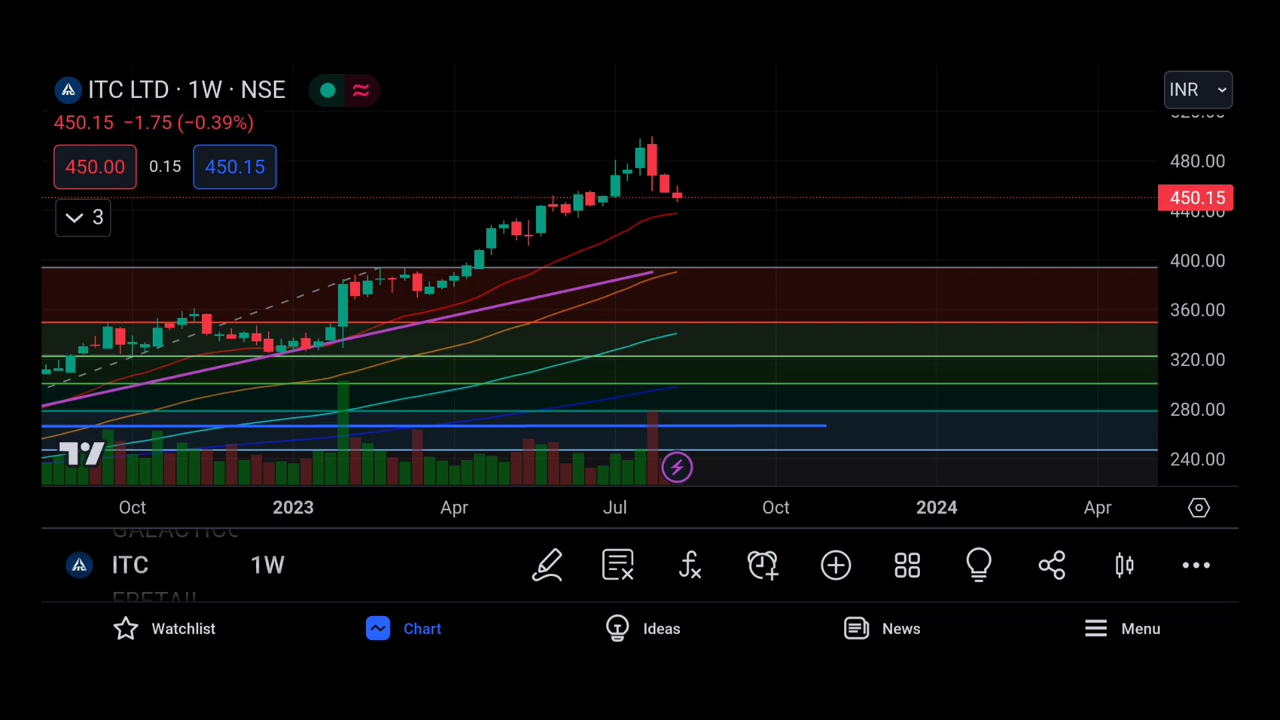 ITC LTD · 1W · NSE
INR
450.15 −1.75 (−0.39%)
450.00 0.15 450.15
3
480.00
450.15
440.00
400.00
360.00
320.00
280.00
240.00
Oct 2023 Apr Jul Oct 2024 Apr
ITC 1W
Watchlist Chart Ideas News Menu